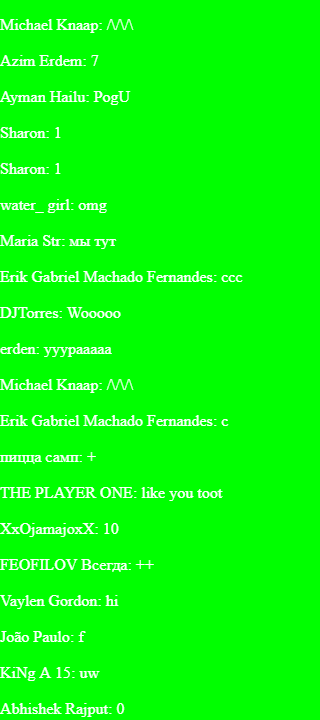 Michael Knaap: /\/\/\
Azim Erdem: 7
Ayman Hailu: PogU
Sharon: 1
Sharon: 1
water_ girl: omg
Maria Str: мы тут
Erik Gabriel Machado Fernandes: ccc
DJTorres: Wooooo
erden: yyypaaaaa
Michael Knaap: /\/\/\
Erik Gabriel Machado Fernandes: c
пицца самп: +
THE PLAYER ONE: like you toot
XxOjamajoxX: 10
FEOFILOV Всегда: ++
Vaylen Gordon: hi
João Paulo: f
KiNg A 15: uw
Abhishek Rajput: 0